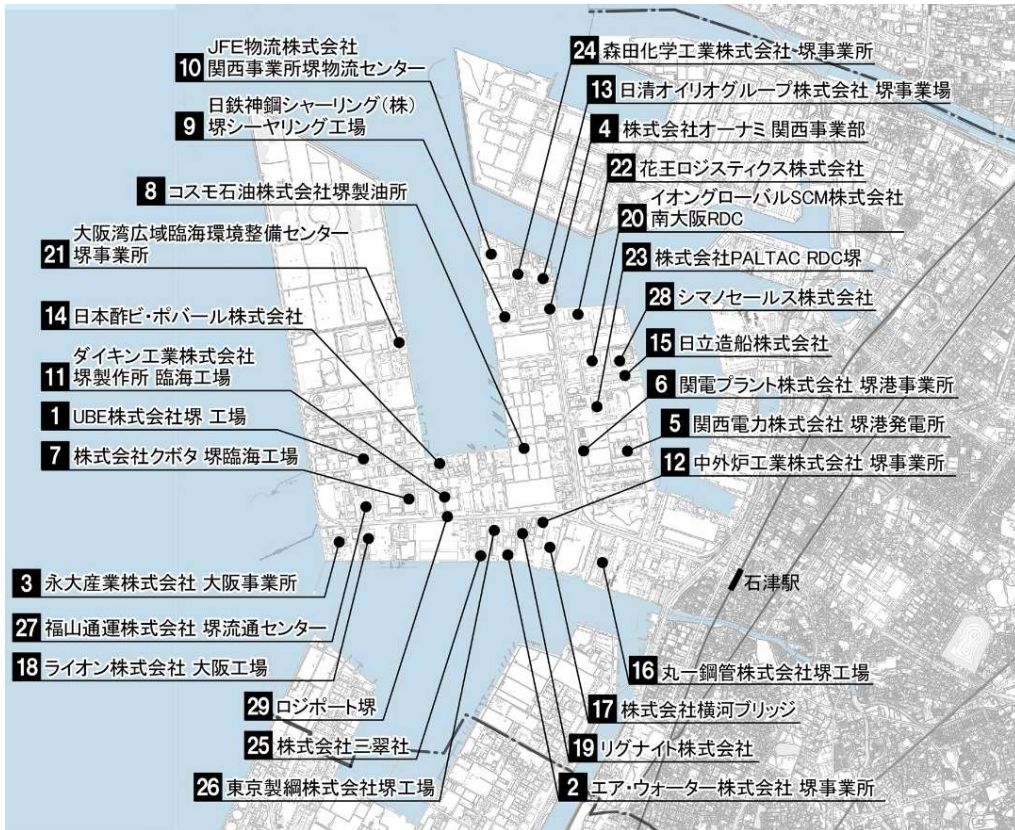 10 JFE物流株式会社
関西事業所堺物流センター
9 日鉄神鋼シャーリング(株)
堺シーヤリング工場
8 コスモ石油株式会社堺製油所
21 大阪湾広域臨海環境整備センター
堺事業所
14 日本酢ビ・ポバール株式会社
11 ダイキン工業株式会社
堺製作所 臨海工場
1 UBE株式会社堺 工場
7 株式会社クボタ 堺臨海工場
3 永大産業株式会社 大阪事業所
27 福山通運株式会社 堺流通センター
18 ライオン株式会社 大阪工場
29 ロジポート堺
25 株式会社三翠社
26 東京製綱株式会社堺工場
24 森田化学工業株式会社 堺事業所
13 日清オイリオグループ株式会社 堺事業場
4 株式会社オーナミ 関西事業部
22 花王ロジスティクス株式会社
20 イオングローバルSCM株式会社
南大阪RDC
23 株式会社PALTAC RDC堺
28 シマノセールス株式会社
15 日立造船株式会社
6 関電プラント株式会社 堺港事業所
5 関西電力株式会社 堺港発電所
12 中外炉工業株式会社 堺事業所
石津駅
16 丸一鋼管株式会社堺工場
17 株式会社横河ブリッジ
19 リグナイト株式会社
2 エア・ウォーター株式会社 堺事業所